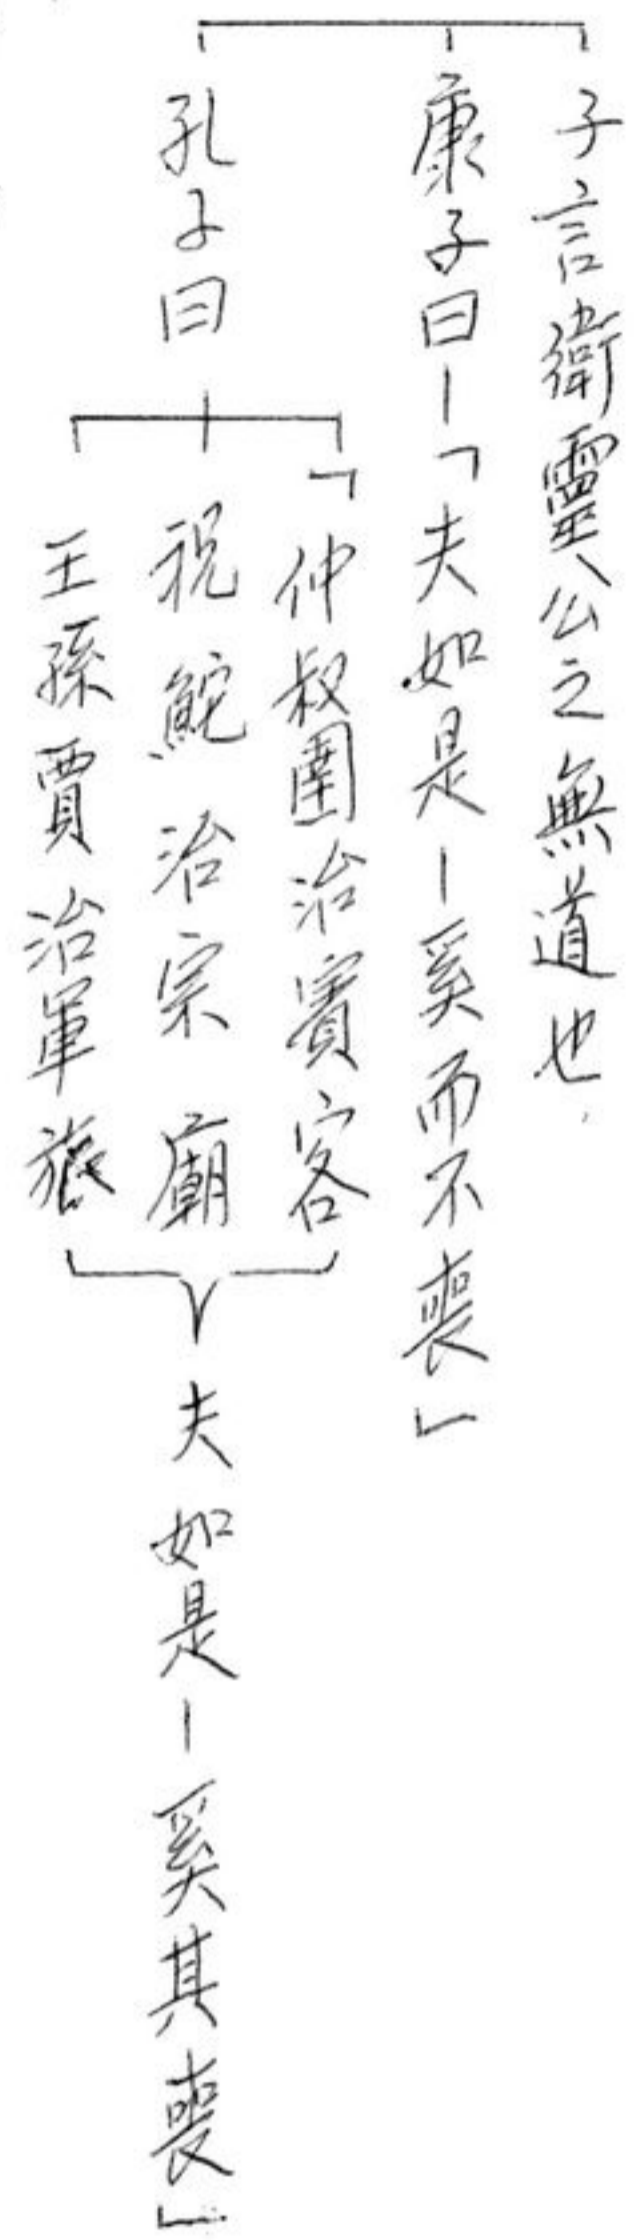 子言衛靈公之無道也
康子曰－「夫如是－奚而不喪」
孔子曰
「仲叔圉治賓客
祝鮀治宗廟
王孫賈治軍旅
夫如是－奚其喪」